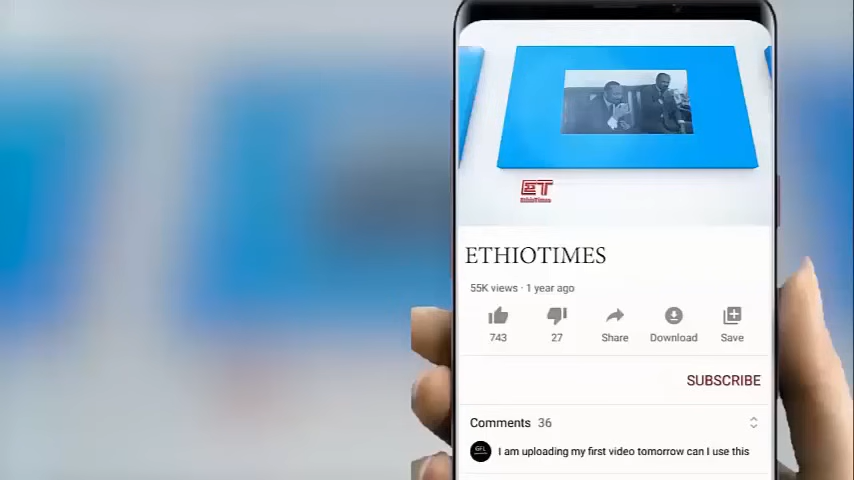 ET
EthioTimes
ETHIOTIMES
55K views · 1 year ago
743
27
Share
Download
Save
SUBSCRIBE
Comments 36
GFL
I am uploading my first video tomorrow can I use this